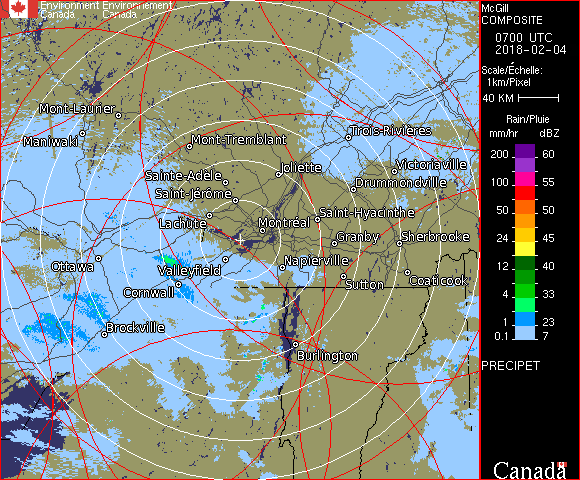 Environment Environnement
Canada Canada
McGill
COMPOSITE
0700 UTC
2018-02-04
Scale/Échelle:
1km/Pixel
40 KM
Rain/Pluie
mm/hr dBZ
200 60
100 55
50 50
24 45
12 40
4 33
1 23
0.1 7
PRECIPET
Canada
Mont-Laurier
Maniwaki
Mont-Tremblant
Trois-Rivières
Sainte-Adèle
Joliette
Victoriaville
Saint-Jérôme
Drummondville
Lachute
Saint-Hyacinthe
Montréal
Granby
Sherbrooke
Ottawa
Valleyfield
Napierville
Cornwall
Sutton
Coaticook
Brockville
Burlington